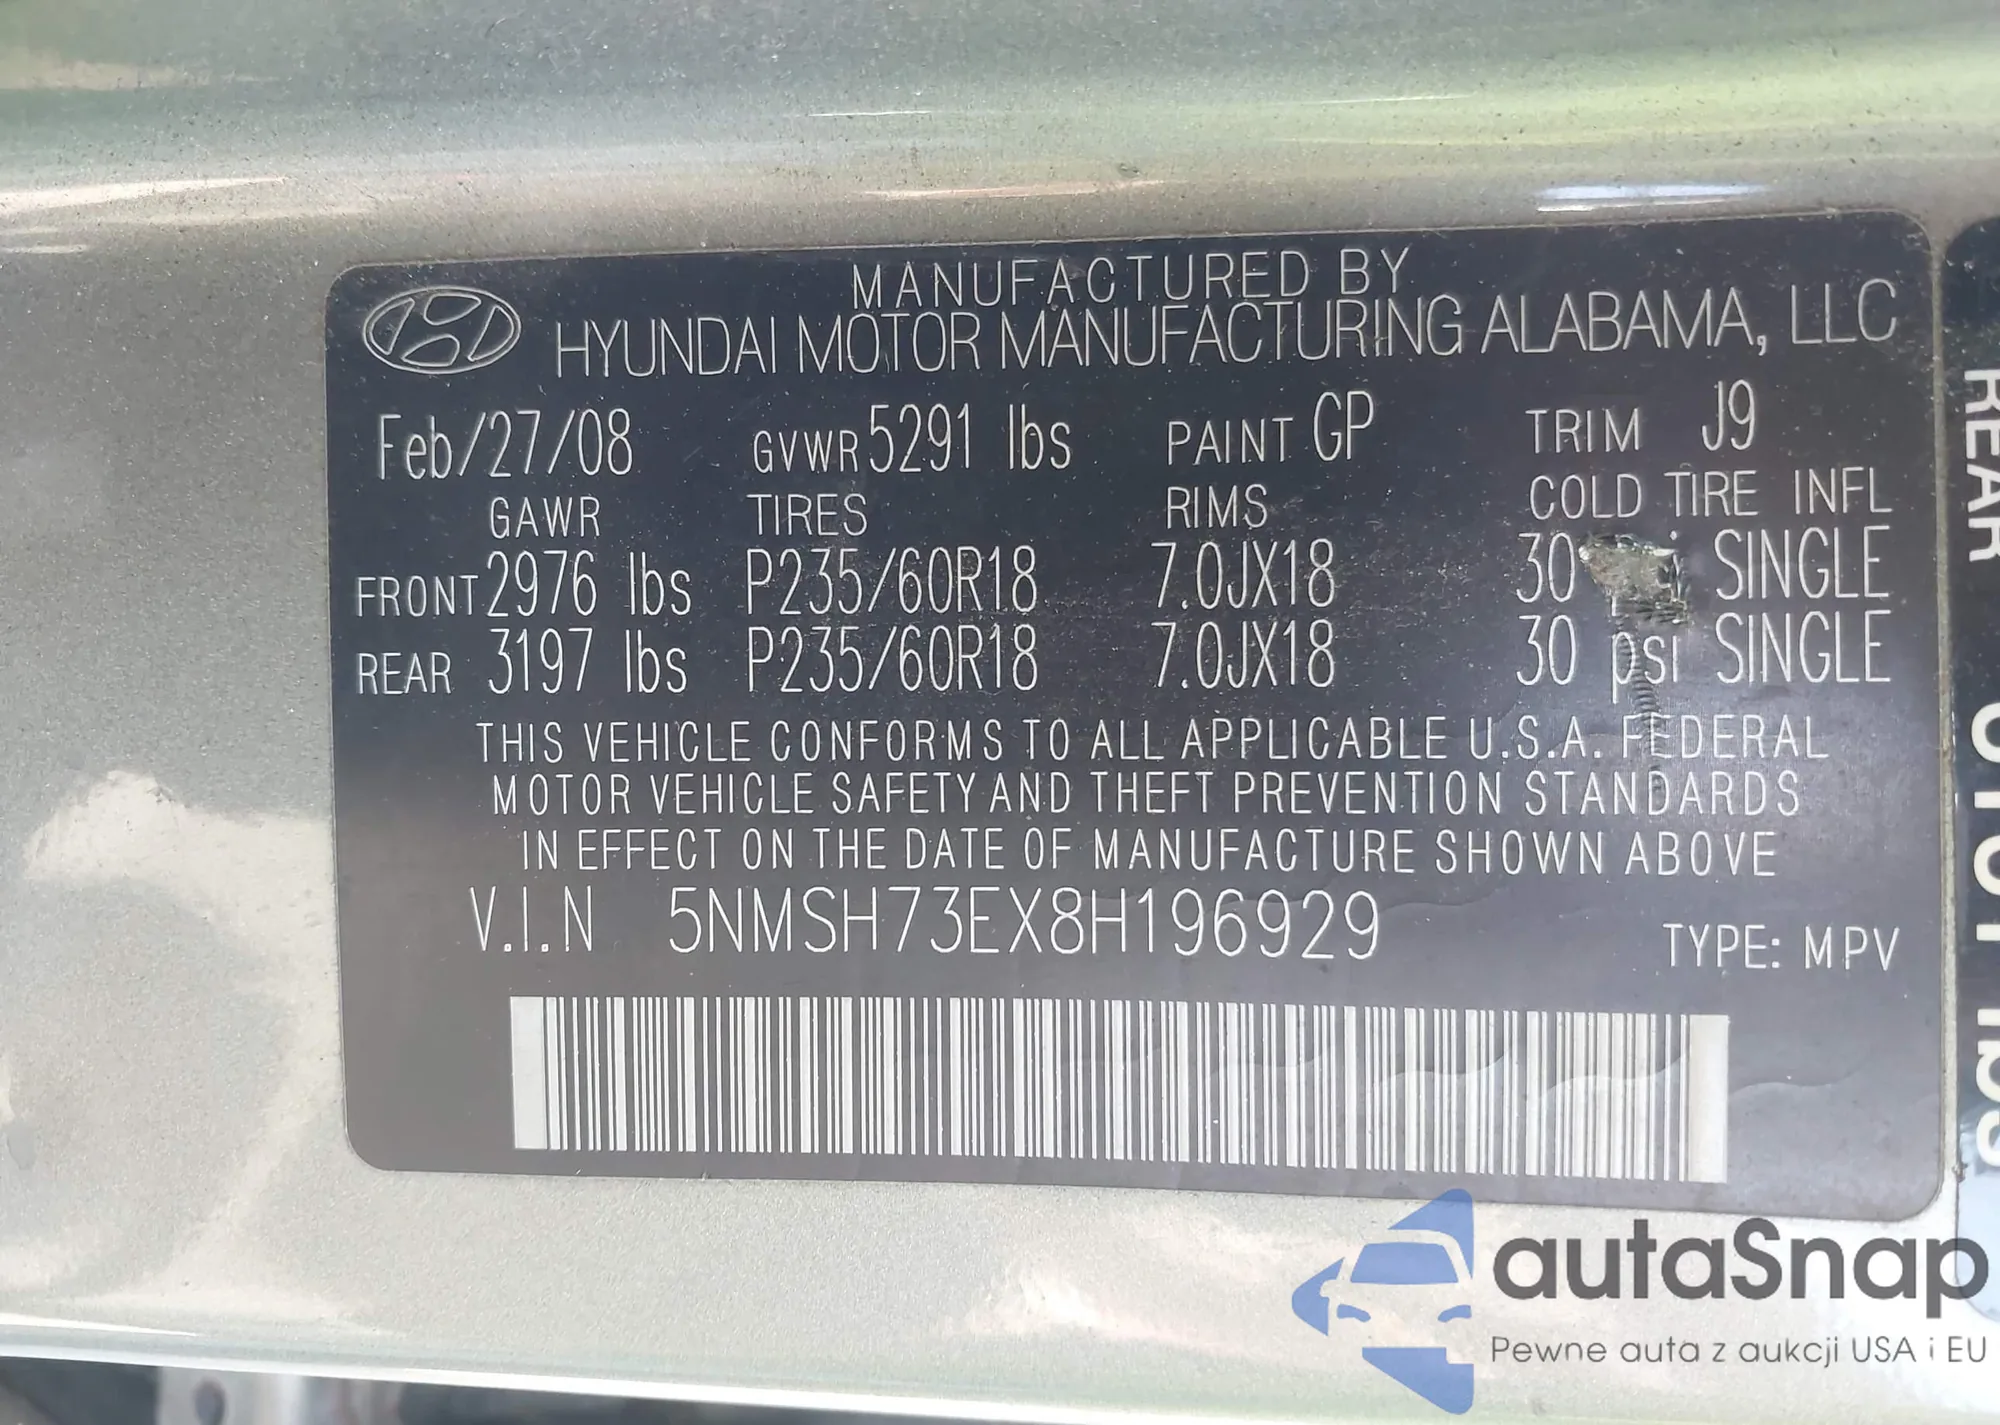 MANUFACTURED BY
HYUNDAI MOTOR MANUFACTURING ALABAMA, LLC
Feb/27/08 GVWR 5291 lbs PAINT GP TRIM J9
GAWR TIRES RIMS COLD TIRE INFL
FRONT 2976 lbs P235/60R18 7.0JX18 30 SINGLE
REAR 3197 lbs P235/60R18 7.0JX18 30 psi SINGLE
THIS VEHICLE CONFORMS TO ALL APPLICABLE U.S.A. FEDERAL
MOTOR VEHICLE SAFETY AND THEFT PREVENTION STANDARDS
IN EFFECT ON THE DATE OF MANUFACTURE SHOWN ABOVE
V.I.N 5NMSH73EX8H196929 TYPE: MPV
REAR
lbs
autaSnap
Pewne auta z aukcji USA i EU